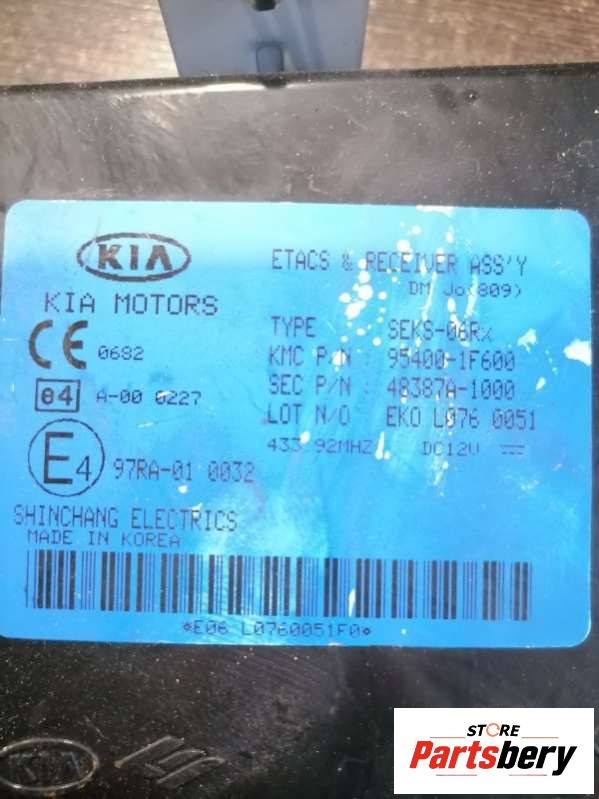 KIA
KIA MOTORS
ETACS & RECEIVER ASS'Y
DM Jo(809)
TYPE : SEKS-06Rx
KMC P/N : 95400-1F600
SEC P/N : 48387A-1000
LOT N/O : EKO L076 0051
433.92MHZ DC12V
CE 0682
e4 A-00 0227
E4 97RA-01 0032
SHINCHANG ELECTRICS
MADE IN KOREA
*E06 L0760051F0*
KIA
STORE
Partsbery